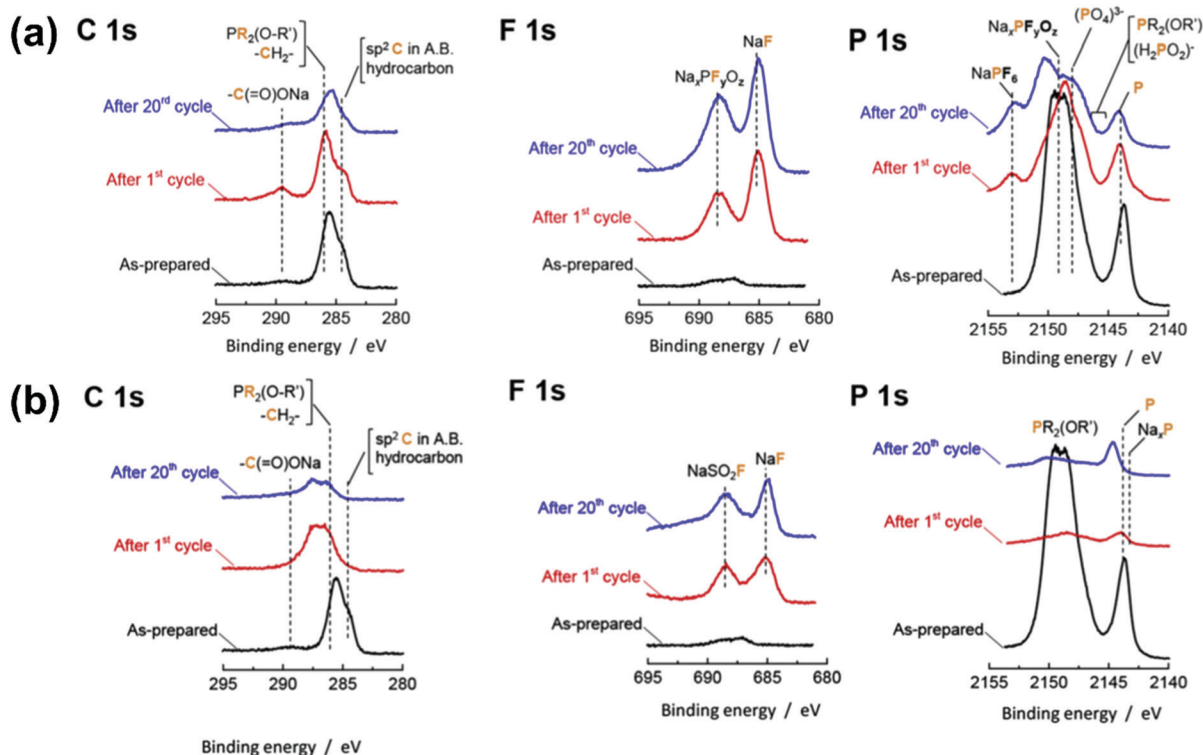 (a)
C 1s
PR₂(O-R')
-CH₂-
sp² C in A.B.
hydrocarbon
-C(=O)ONa
After 20ʳᵈ cycle
After 1ˢᵗ cycle
As-prepared
295 290 285 280
Binding energy / eV
F 1s
NaF
NaₓPFᵧO_z
After 20ᵗʰ cycle
After 1ˢᵗ cycle
As-prepared
695 690 685 680
Binding energy / eV
P 1s
NaₓPFᵧO_z
(PO₄)³⁻
PR₂(OR')
(H₂PO₂)⁻
NaPF₆
P
After 20ᵗʰ cycle
After 1ˢᵗ cycle
As-prepared
2155 2150 2145 2140
Binding energy / eV
(b)
C 1s
PR₂(O-R')
-CH₂-
sp² C in A.B.
hydrocarbon
-C(=O)ONa
After 20ᵗʰ cycle
After 1ˢᵗ cycle
As-prepared
295 290 285 280
Binding energy / eV
F 1s
NaSO₂F
NaF
After 20ᵗʰ cycle
After 1ˢᵗ cycle
As-prepared
695 690 685 680
Binding energy / eV
P 1s
P
PR₂(OR')
NaₓP
After 20ᵗʰ cycle
After 1ˢᵗ cycle
As-prepared
2155 2150 2145 2140
Binding energy / eV
Binding energy / eV